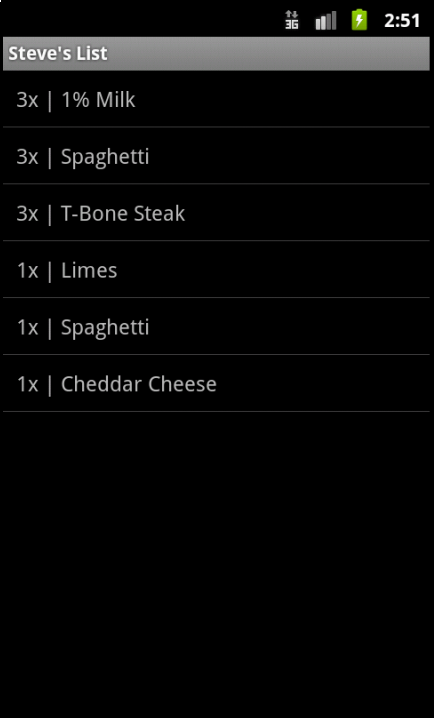 3G 2:51
Steve's List
3x | 1% Milk
3x | Spaghetti
3x | T-Bone Steak
1x | Limes
1x | Spaghetti
1x | Cheddar Cheese